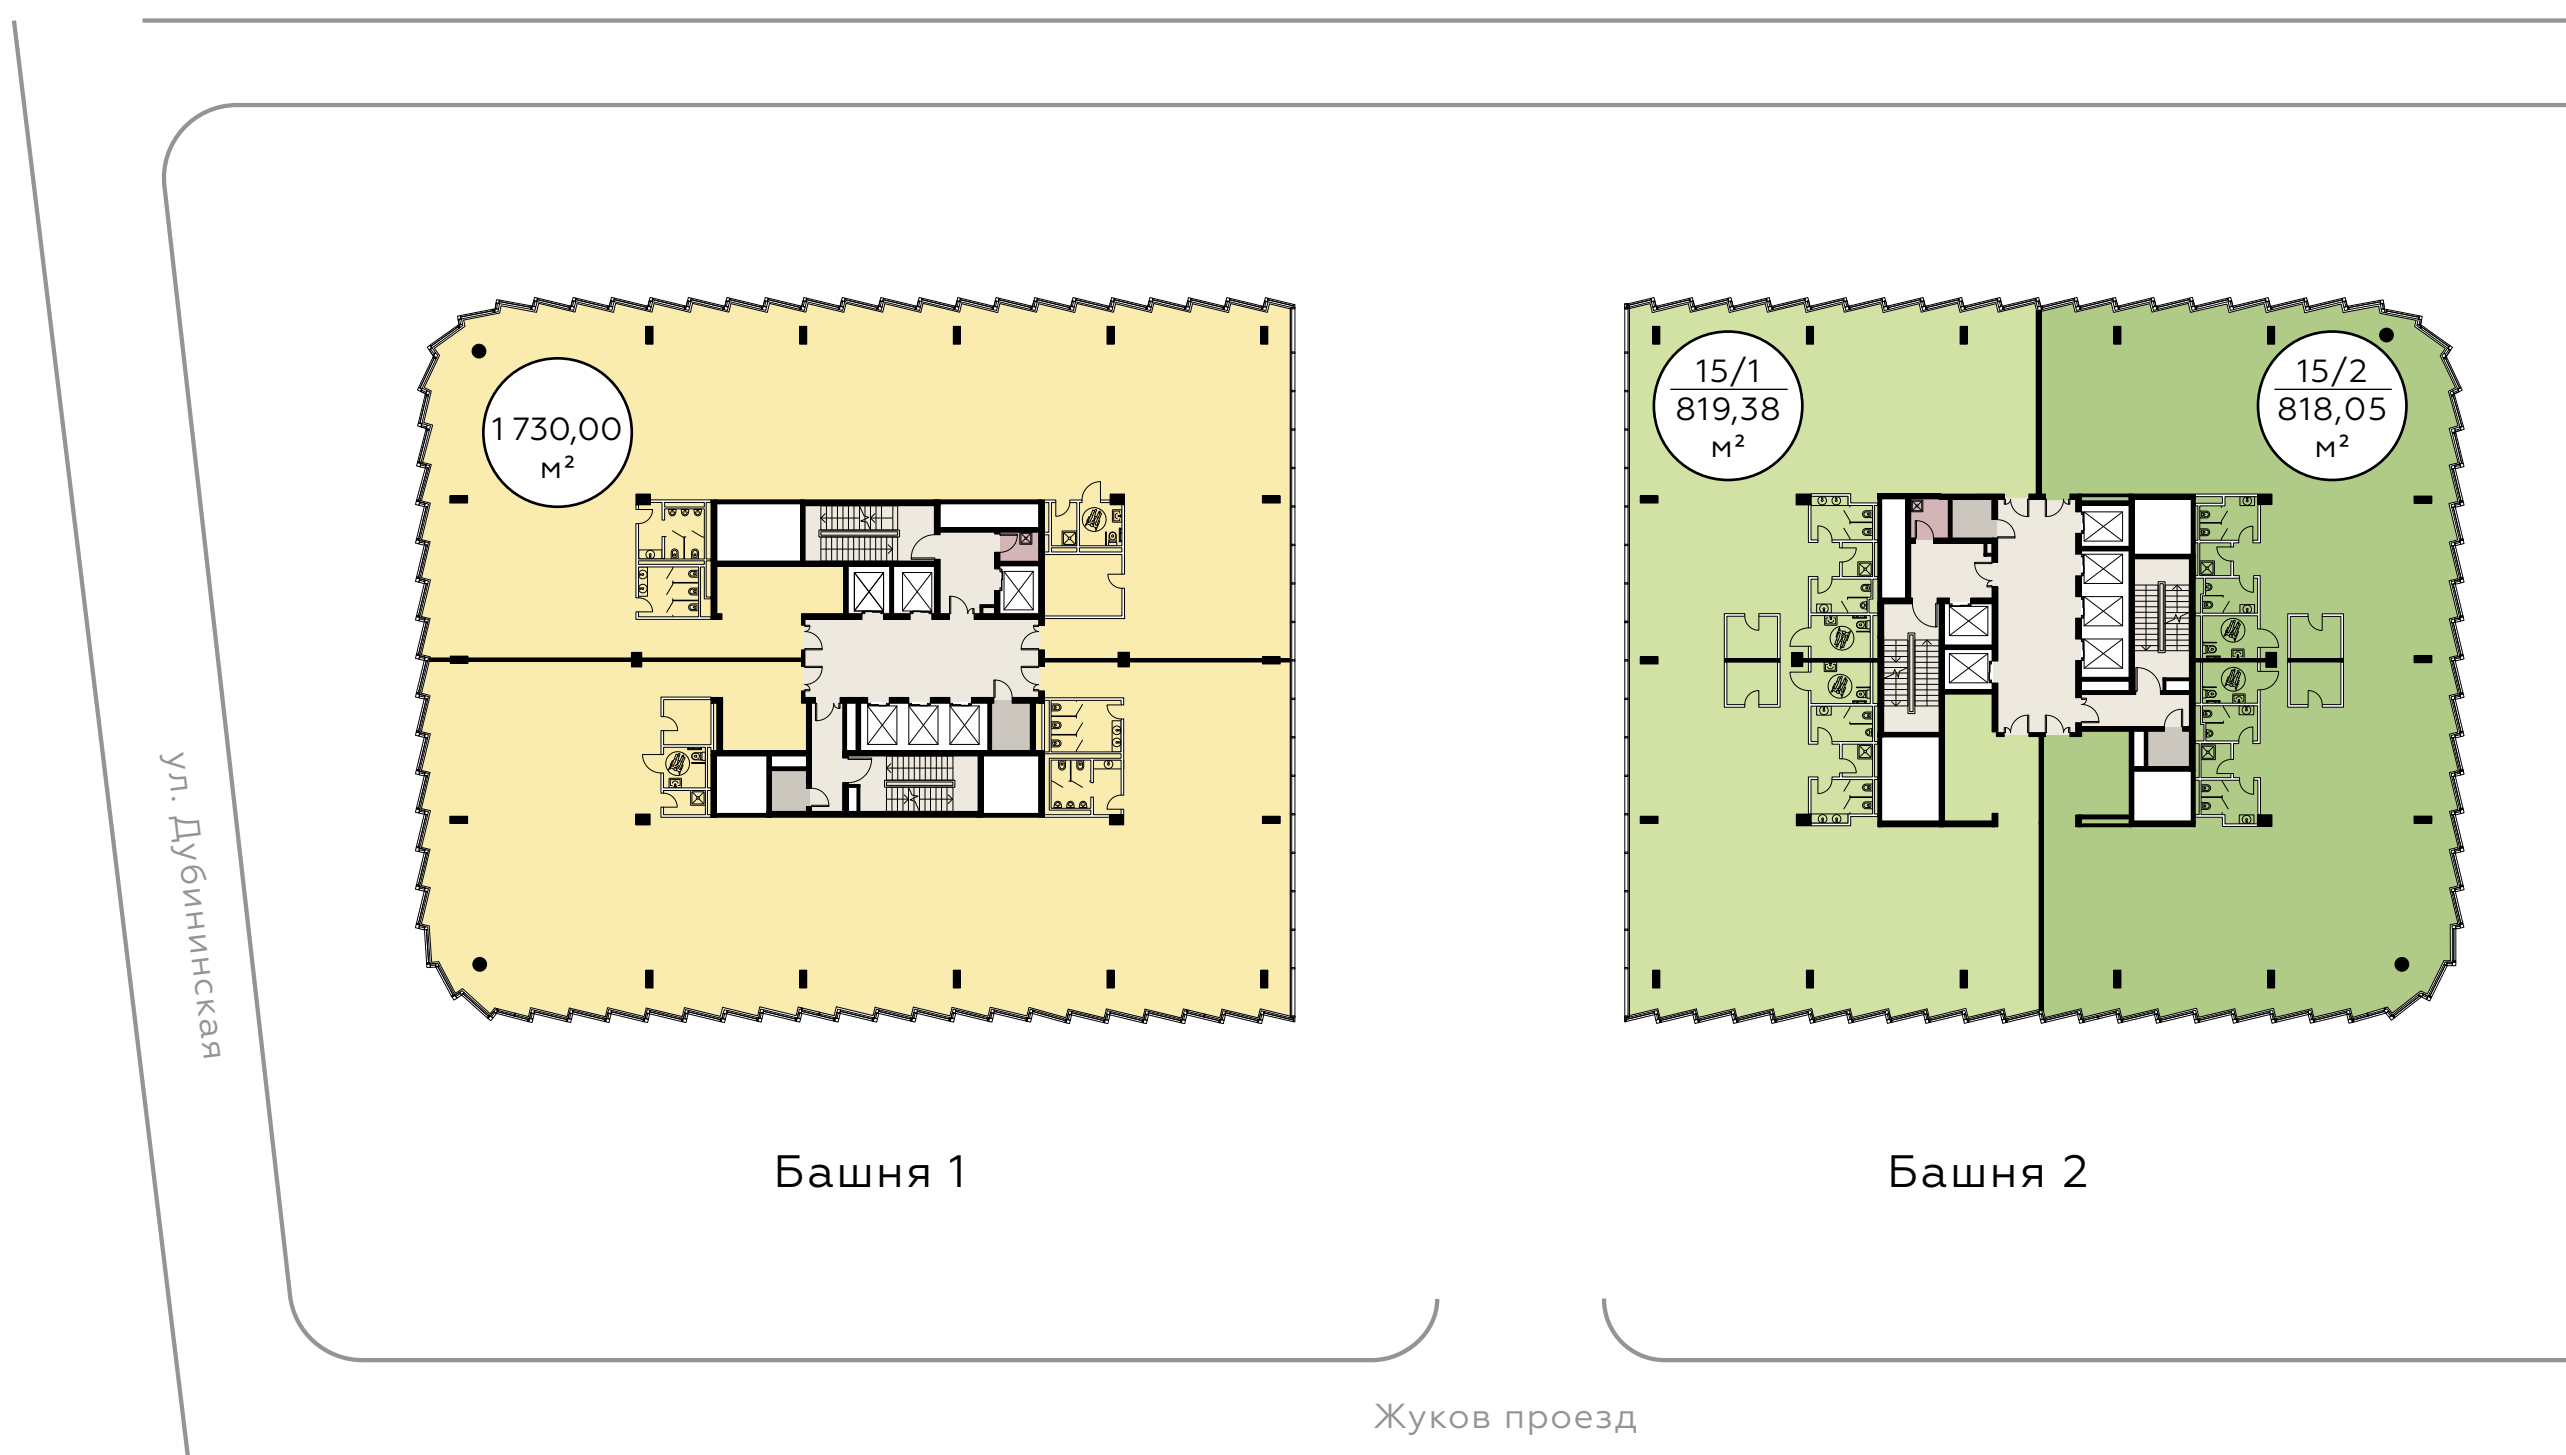 1 730,00
м²
15/1
819,38
м²
15/2
818,05
м²
ул. Дубининская
Башня 1
Башня 2
Жуков проезд